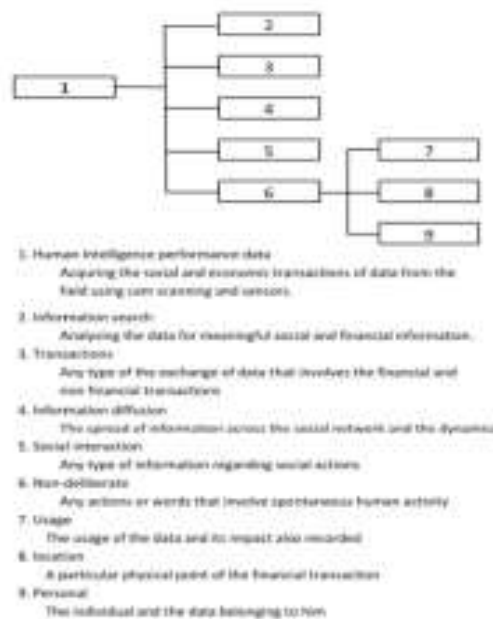 2
3
1
4
5
7
6
8
9
1. Human Intelligence performance data
Acquiring the social and economic transactions of data from the
field using cam scanning and sensors.
2. Information search
Analysing the data for meaningful social and financial information.
3. Transactions
Any type of the exchange of data that involves the financial and
non financial transactions
4. Information diffusion
The spread of information across the social network and the dynamics
5. Social interaction
Any type of information regarding social actions
6. Non-deliberate
Any actions or words that involve spontaneous human activity
7. Usage
The usage of the data and its impact also recorded
8. location
A particular physical point of the financial transaction
9. Personal
The individual and the data belonging to him